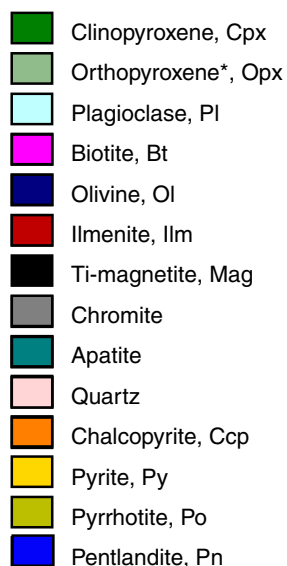 Clinopyroxene, Cpx
Orthopyroxene*, Opx
Plagioclase, Pl
Biotite, Bt
Olivine, Ol
Ilmenite, Ilm
Ti-magnetite, Mag
Chromite
Apatite
Quartz
Chalcopyrite, Ccp
Pyrite, Py
Pyrrhotite, Po
Pentlandite, Pn